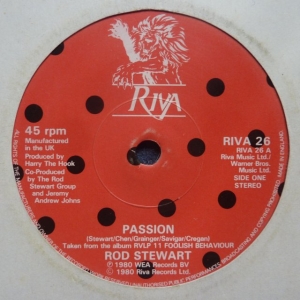 RIVA
45 rpm
Manufactured
in the UK
Produced by
Harry The Hook
Co-Produced
by The Rod
Stewart Group
and Jeremy
Andrew Johns
RIVA 26
RIVA 26 A
Riva Music Ltd./
Warner Bros.
Music Ltd.
SIDE ONE
STEREO
PASSION
(Stewart/Chen/Grainger/Savigar/Cregan)
Taken from the album RVLP 11 FOOLISH BEHAVIOUR
ROD STEWART
℗ 1980 WEA Records BV
© 1980 Riva Records Ltd.